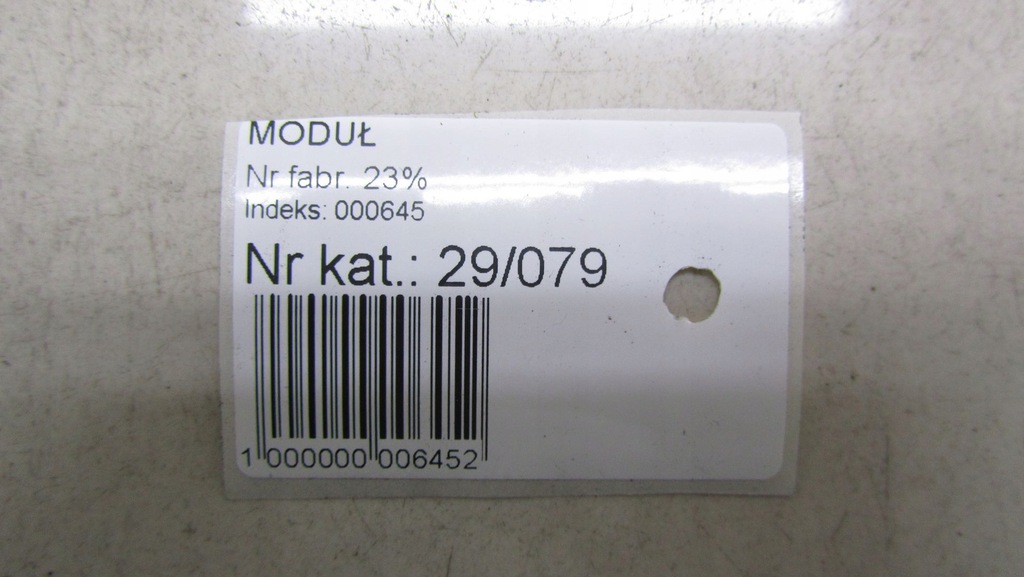 MODUŁ
Nr fabr. 23%
Indeks: 000645
Nr kat.: 29/079
1 000000 006452